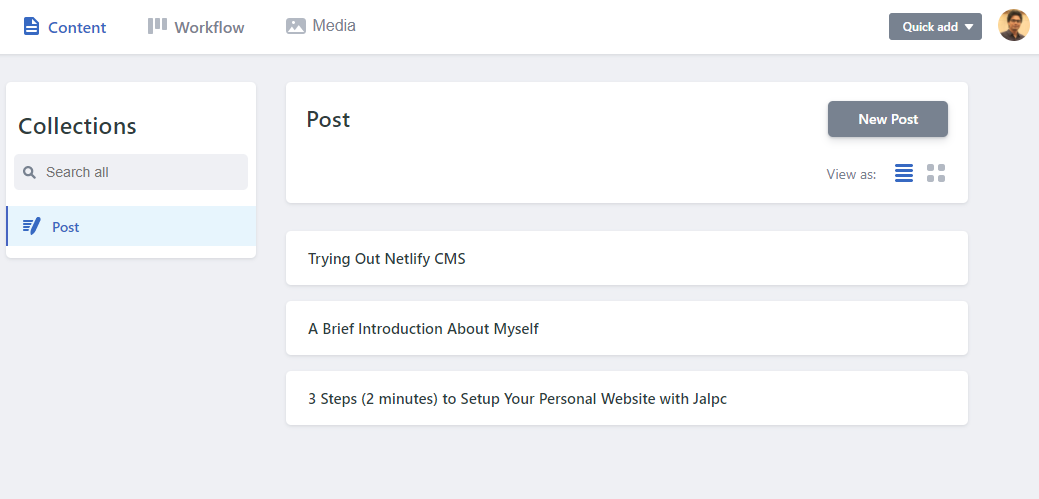 Content
Workflow
Media
Quick add
Collections
Search all
Post
Post
New Post
View as:
Trying Out Netlify CMS
A Brief Introduction About Myself
3 Steps (2 minutes) to Setup Your Personal Website with Jalpc